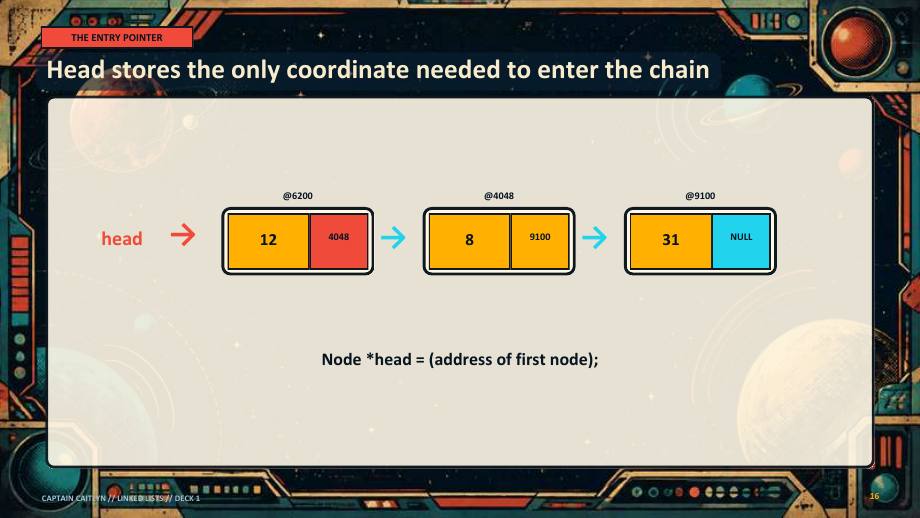 THE ENTRY POINTER
Head stores the only coordinate needed to enter the chain
@6200
@4048
@9100
head
12
4048
8
9100
31
NULL
Node *head = (address of first node);
CAPTAIN CAITLYN // LINKED LISTS // DECK 1
16